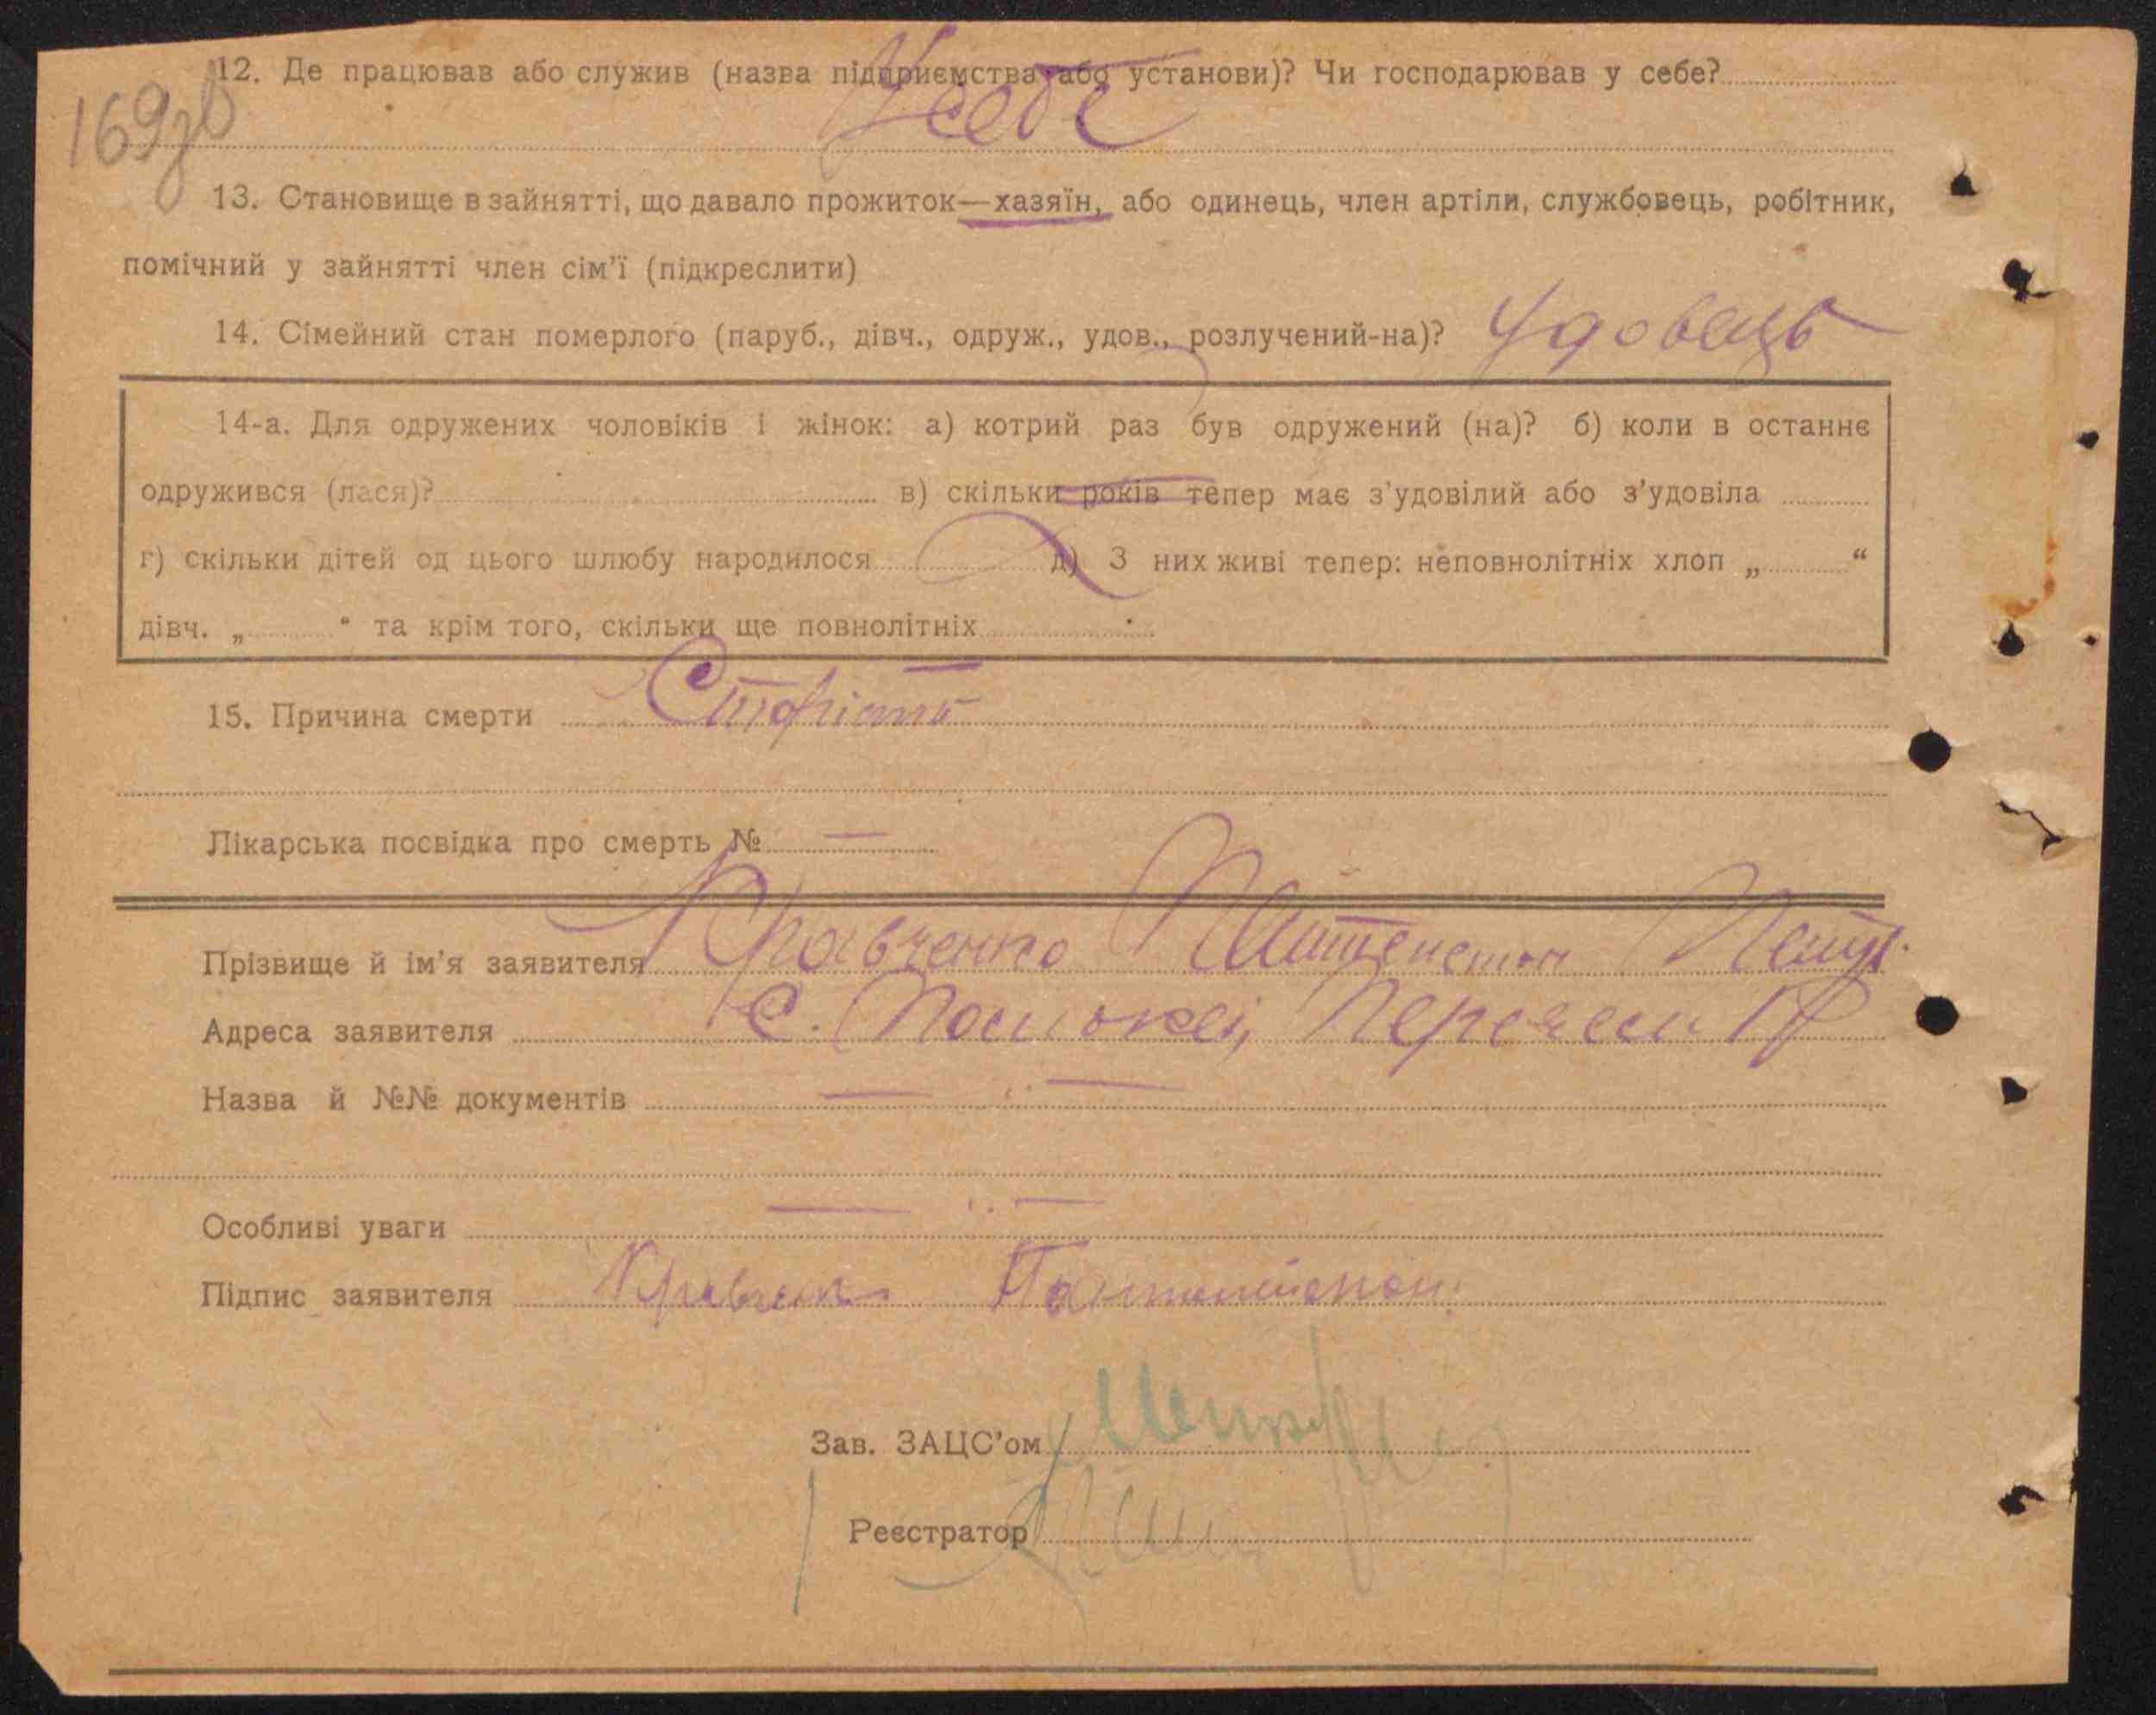 169зв
12. Де працював або служив (назва підприємства або установи)? Чи господарював у себе?
У себе
13. Становище в зайнятті, що давало прожиток—хазяїн, або одинець, член артіли, службовець, робітник,
помічний у зайнятті член сім'ї (підкреслити)
14. Сімейний стан померлого (паруб., дівч., одруж., удов., розлучений-на)? Удовець
14-а. Для одружених чоловіків і жінок: а) котрий раз був одружений (на)? б) коли в останнє
одружився (лася)? в) скільки років тепер має з'удовілий або з'удовіла
г) скільки дітей од цього шлюбу народилося д) З них живі тепер: неповнолітніх хлоп „ “
дівч. „ “ та крім того, скільки ще повнолітніх
15. Причина смерти Старість
Лікарська посвідка про смерть № —
Прізвище й ім'я заявителя Кравченко
Адреса заявителя с.
Назва й №№ документів — „ —
Особливі уваги — „ —
Підпис заявителя Кравченко
Зав. ЗАЦС'ом
Реєстратор